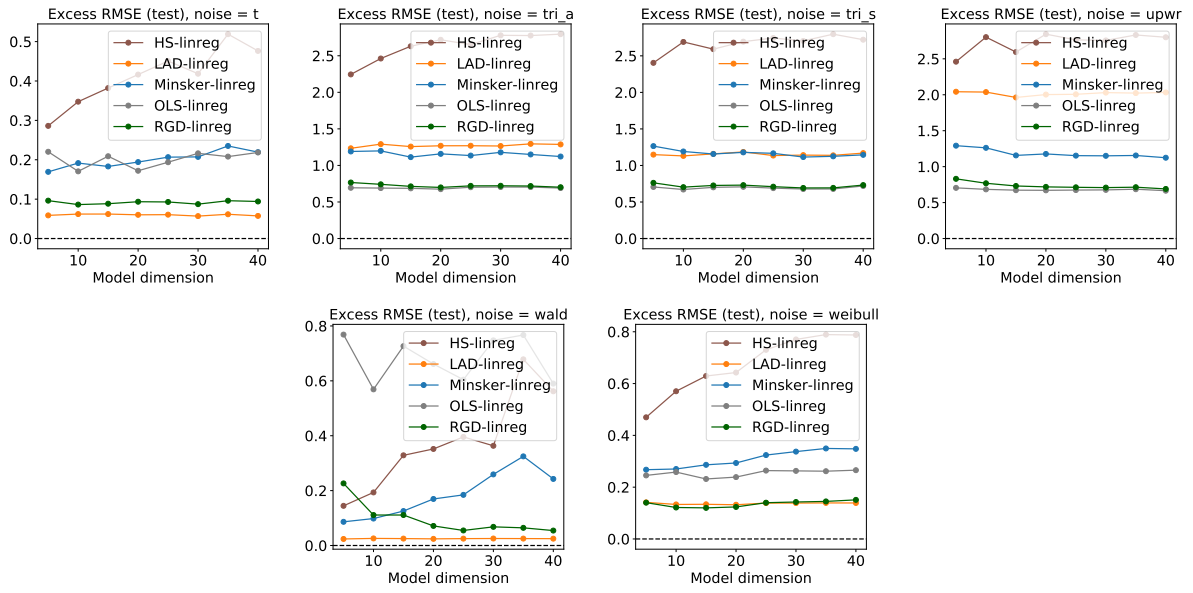 Excess RMSE (test), noise = t
0.5
0.4
0.3
0.2
0.1
0.0
HS-linreg
LAD-linreg
Minsker-linreg
OLS-linreg
RGD-linreg
10 20 30 40
Model dimension
Excess RMSE (test), noise = tri_a
2.5
2.0
1.5
1.0
0.5
0.0
HS-linreg
LAD-linreg
Minsker-linreg
OLS-linreg
RGD-linreg
10 20 30 40
Model dimension
Excess RMSE (test), noise = tri_s
2.5
2.0
1.5
1.0
0.5
0.0
HS-linreg
LAD-linreg
Minsker-linreg
OLS-linreg
RGD-linreg
10 20 30 40
Model dimension
Excess RMSE (test), noise = upwr
2.5
2.0
1.5
1.0
0.5
0.0
HS-linreg
LAD-linreg
Minsker-linreg
OLS-linreg
RGD-linreg
10 20 30 40
Model dimension
Excess RMSE (test), noise = wald
0.8
0.6
0.4
0.2
0.0
HS-linreg
LAD-linreg
Minsker-linreg
OLS-linreg
RGD-linreg
10 20 30 40
Model dimension
Excess RMSE (test), noise = weibull
0.8
0.6
0.4
0.2
0.0
HS-linreg
LAD-linreg
Minsker-linreg
OLS-linreg
RGD-linreg
10 20 30 40
Model dimension